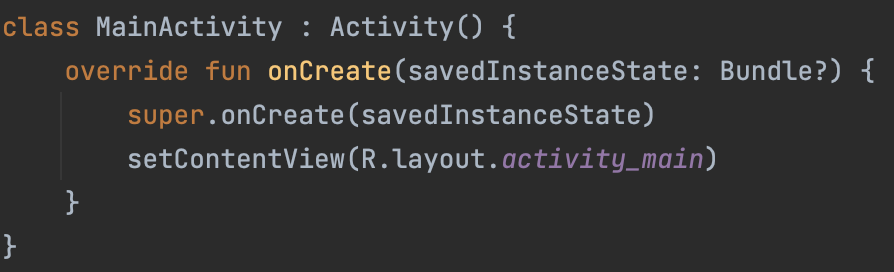 class MainActivity : Activity() {
    override fun onCreate(savedInstanceState: Bundle?) {
        super.onCreate(savedInstanceState)
        setContentView(R.layout.activity_main)
    }
}